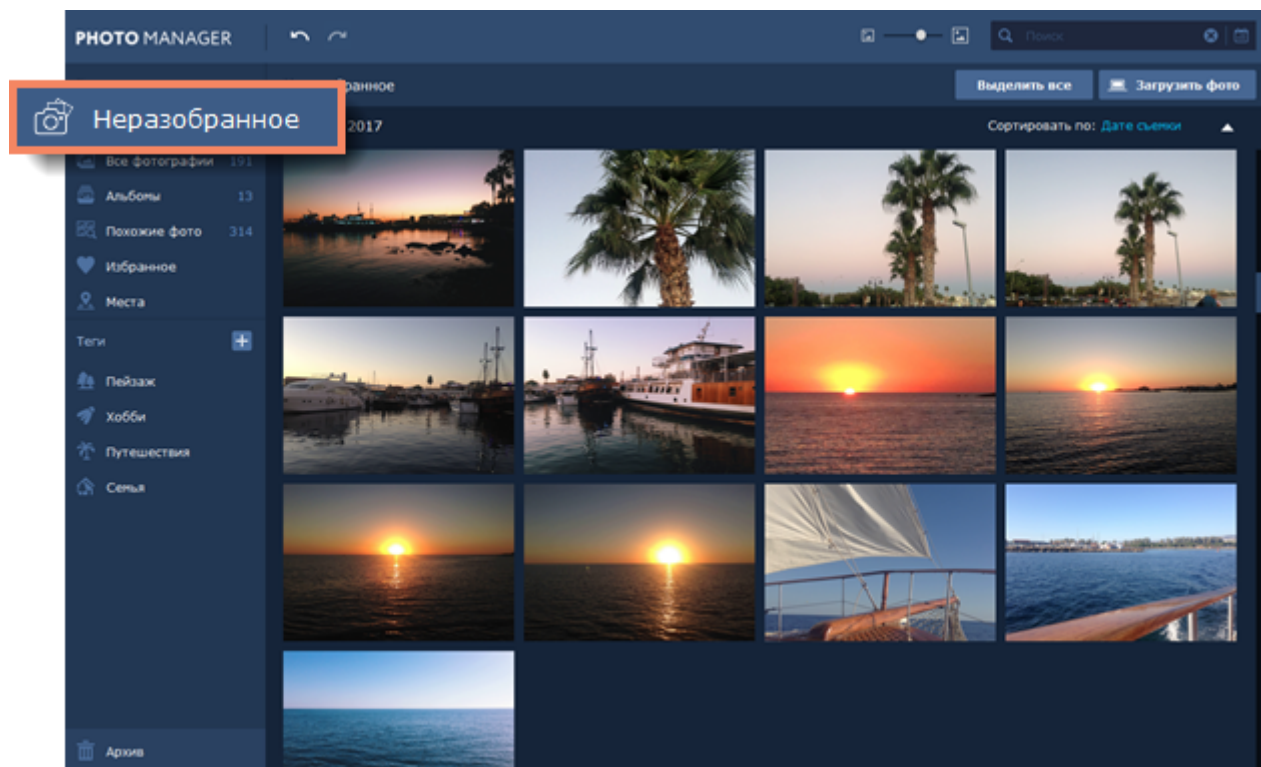 PHOTO MANAGER
Поиск
Неразобранное
Выделить все
Загрузить фото
2017
Сортировать по: Дате съемки
Все фотографии 191
Альбомы 13
Похожие фото 314
Избранное
Места
Теги
Пейзаж
Хобби
Путешествия
Семья
Архив